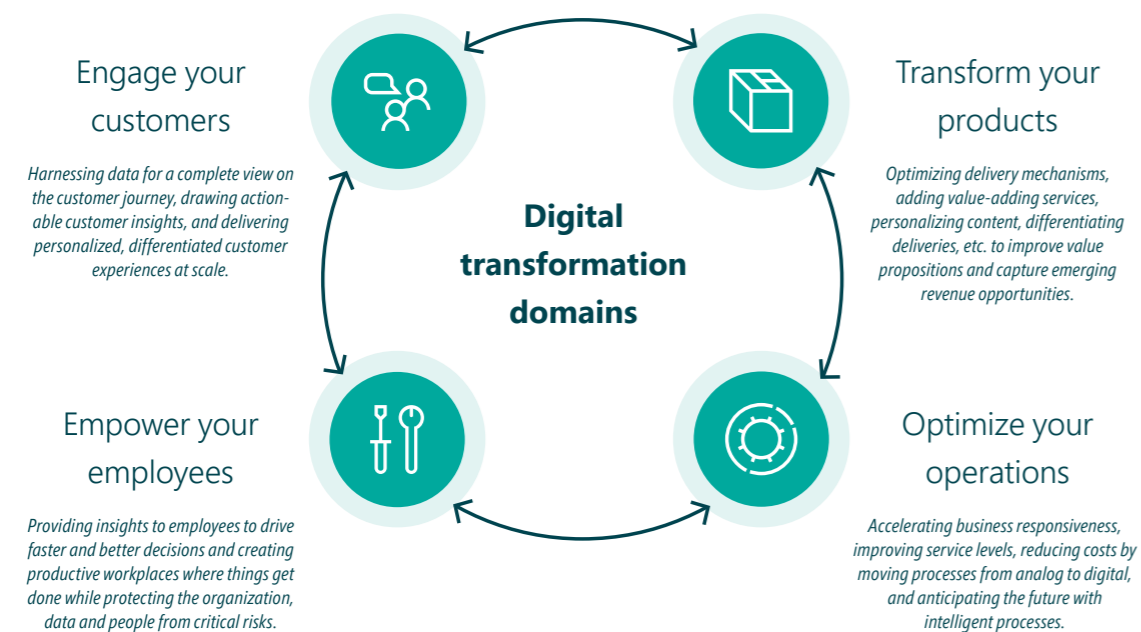 Engage your
customers
Harnessing data for a complete view on
the customer journey, drawing action-
able customer insights, and delivering
personalized, differentiated customer
experiences at scale.
Transform your
products
Optimizing delivery mechanisms,
adding value-adding services,
personalizing content, differentiating
deliveries, etc. to improve value
propositions and capture emerging
revenue opportunities.
Digital
transformation
domains
Empower your
employees
Providing insights to employees to drive
faster and better decisions and creating
productive workplaces where things get
done while protecting the organization,
data and people from critical risks.
Optimize your
operations
Accelerating business responsiveness,
improving service levels, reducing costs by
moving processes from analog to digital,
and anticipating the future with
intelligent processes.